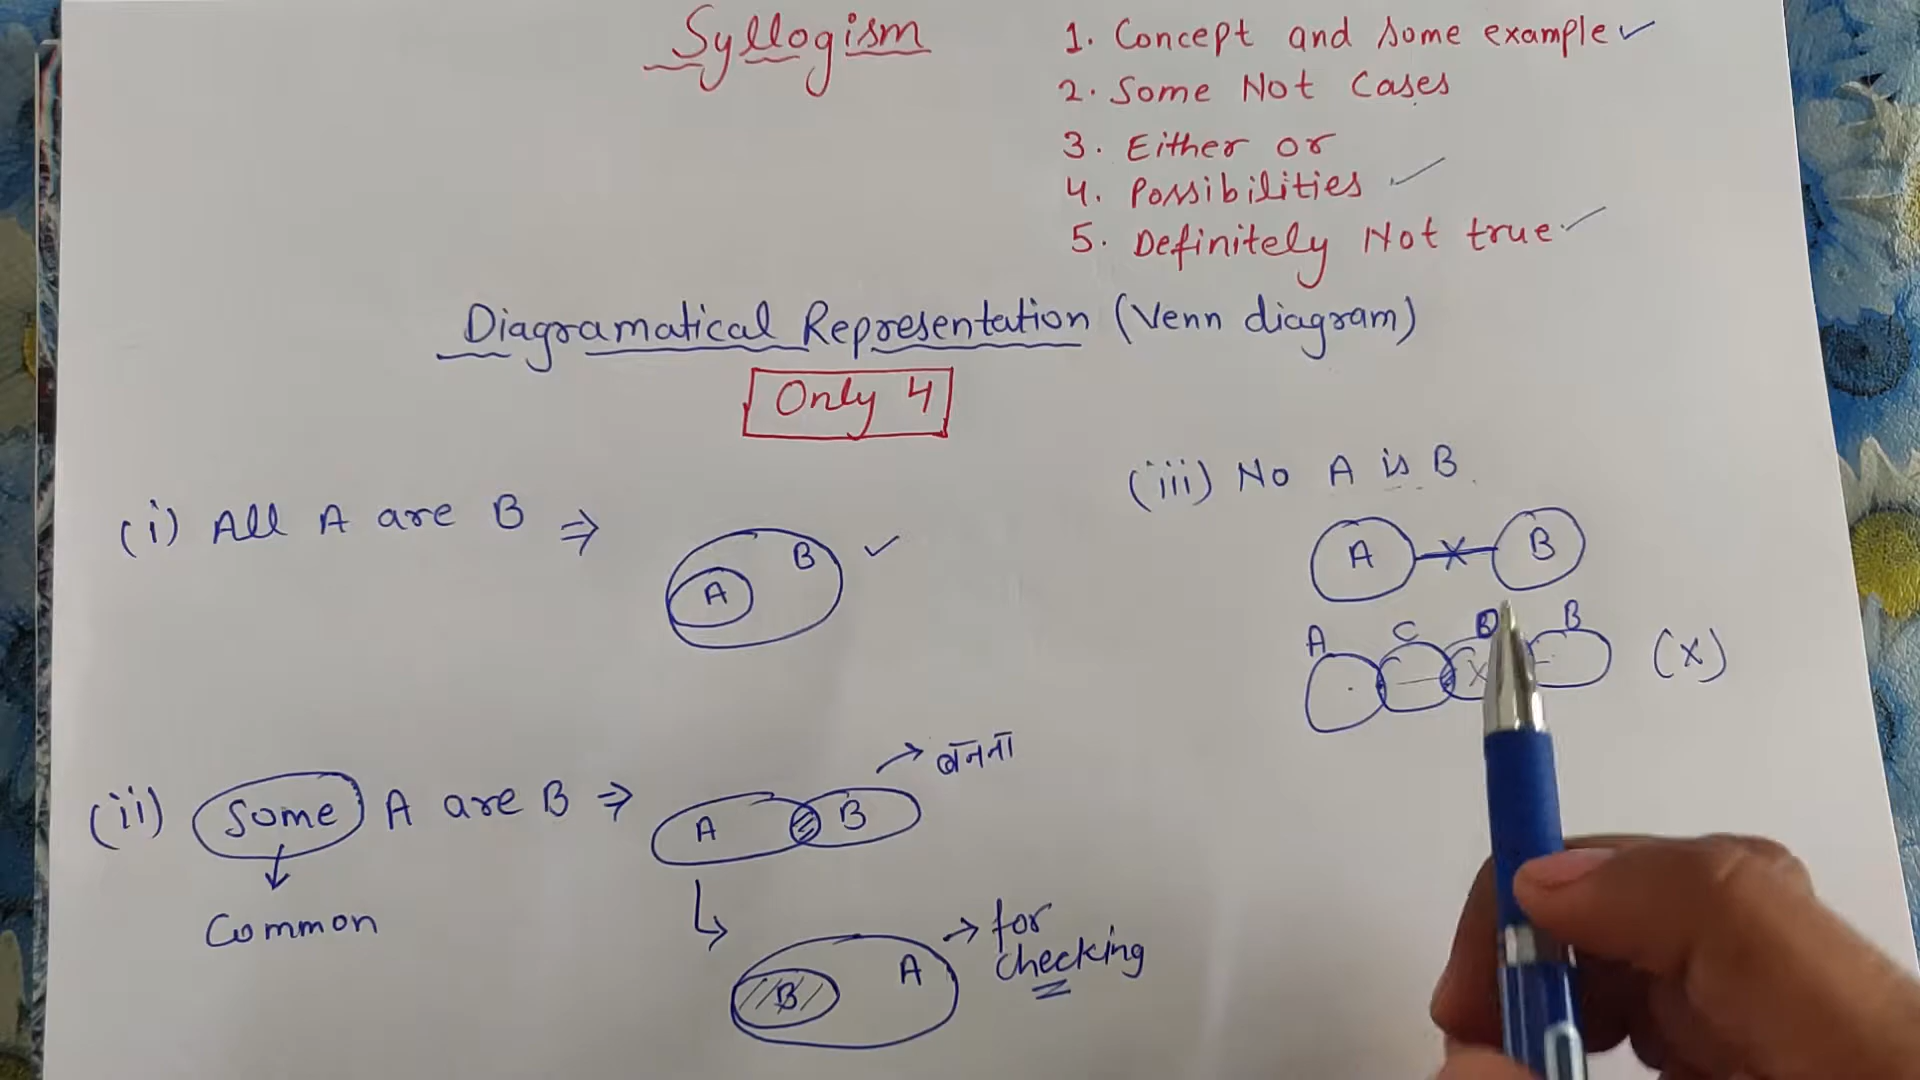 Syllogism
1. Concept and some example ✓
2. Some Not Cases
3. Either or
4. Possibilities ✓
5. Definitely Not true ✓
Diagramatical Representation (Venn diagram)
Only 4
(i) All A are B ⇒
B ✓
A
(ii) Some A are B ⇒
Common
A B
→ बनना
B A
→ for
checking
(iii) No A is B
A X B
A C B (X)
X